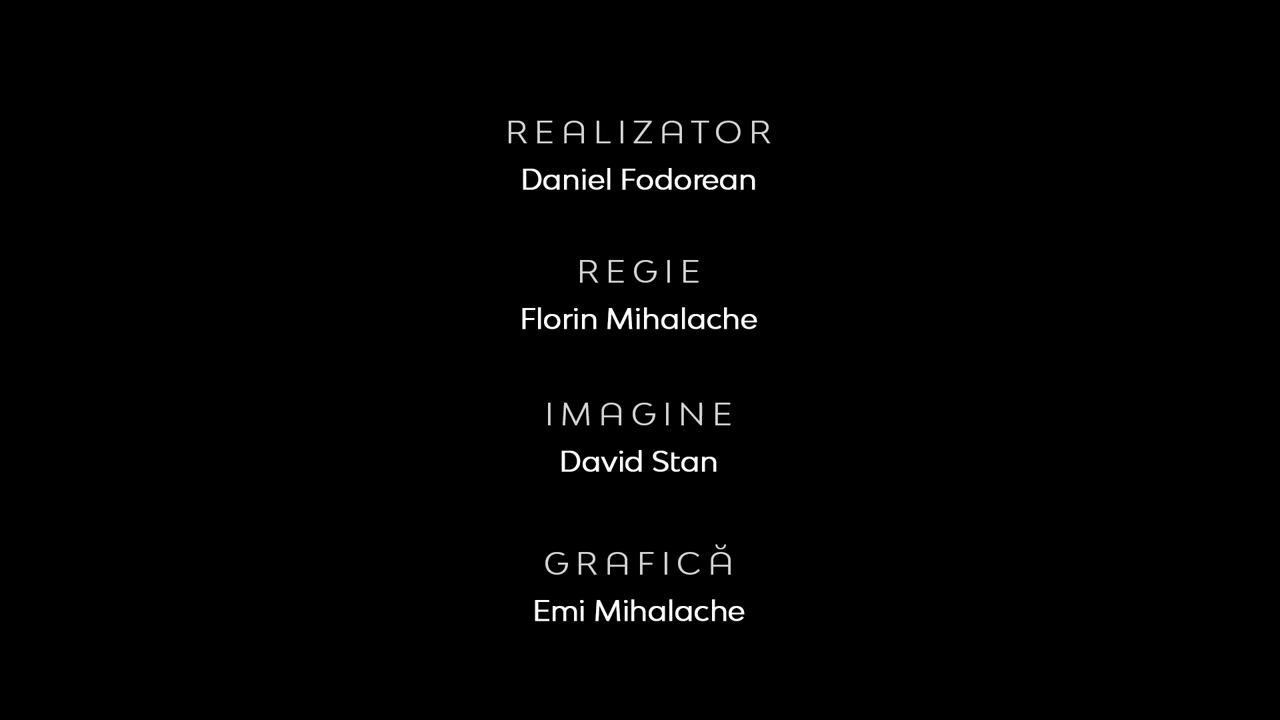 REALIZATOR
Daniel Fodorean
REGIE
Florin Mihalache
IMAGINE
David Stan
GRAFICĂ
Emi Mihalache